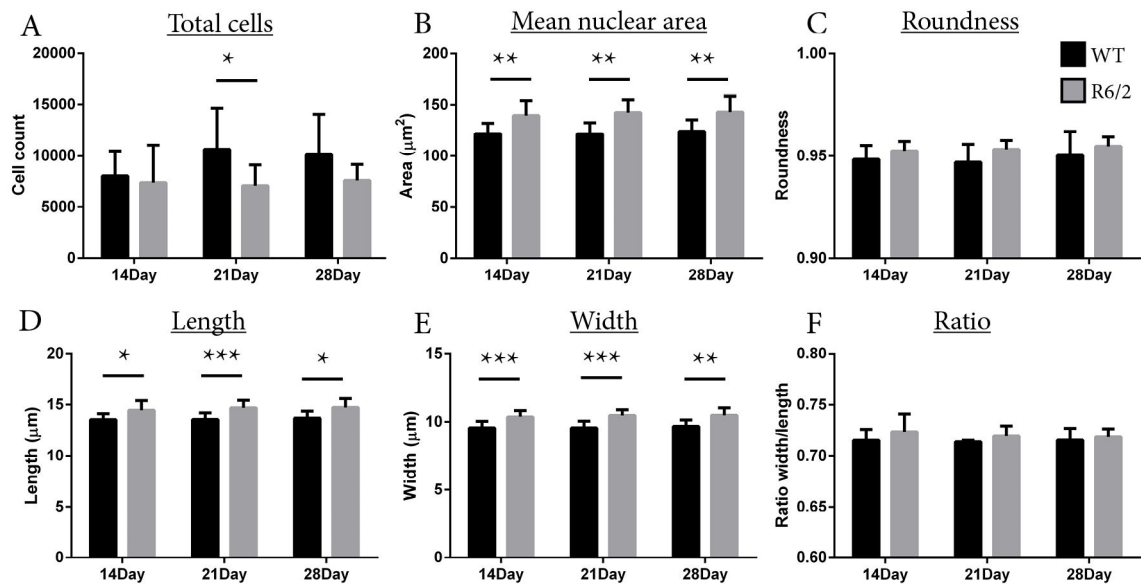 A Total cells
20000
15000
10000
5000
0
Cell count
*
14Day 21Day 28Day
B Mean nuclear area
200
150
100
50
0
Area (μm²)
** ** **
14Day 21Day 28Day
C Roundness
1.00
0.95
0.90
Roundness
WT
R6/2
14Day 21Day 28Day
D Length
20
15
10
5
0
Length (μm)
* *** *
14Day 21Day 28Day
E Width
15
10
5
0
Width (μm)
*** *** **
14Day 21Day 28Day
F Ratio
0.80
0.75
0.70
0.65
0.60
Ratio width/length
14Day 21Day 28Day